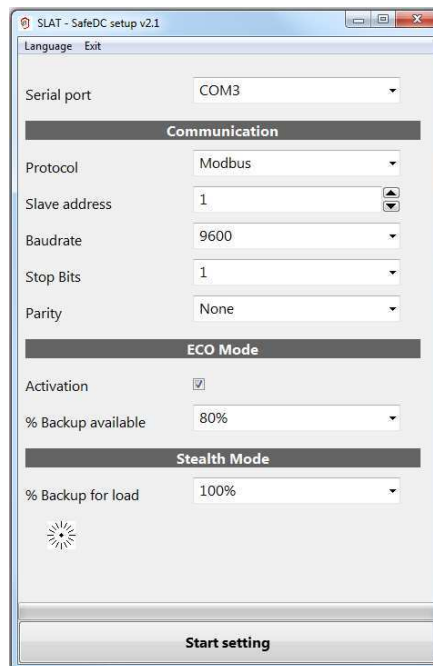 SLAT - SafeDC setup v2.1
Language Exit
Serial port COM3
Communication
Protocol Modbus
Slave address 1
Baudrate 9600
Stop Bits 1
Parity None
ECO Mode
Activation
% Backup available 80%
Stealth Mode
% Backup for load 100%
Start setting